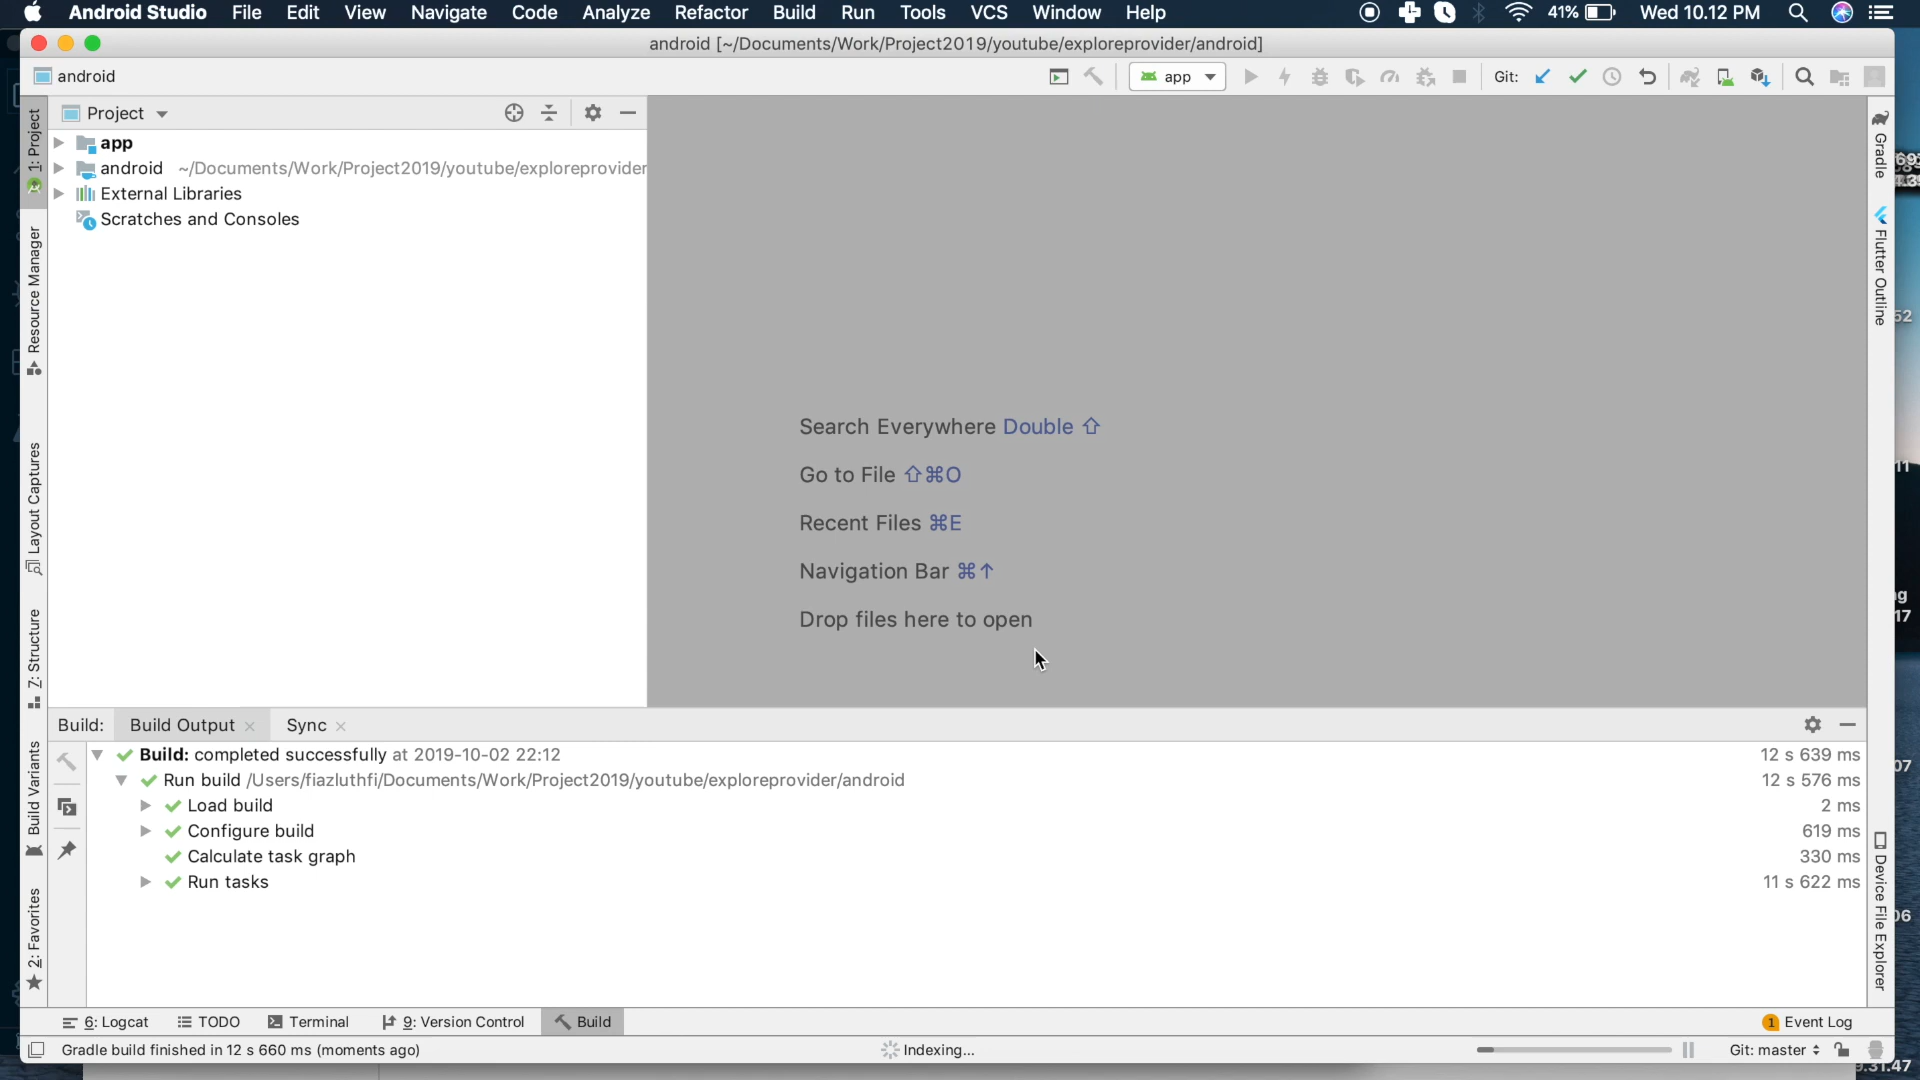 Android Studio File Edit View Navigate Code Analyze Refactor Build Run Tools VCS Window Help 41% Wed 10.12 PM
android [~/Documents/Work/Project2019/youtube/exploreprovider/android]
android app Git:
1: Project
Resource Manager
Layout Captures
7: Structure
Build Variants
2: Favorites
Project
app
android ~/Documents/Work/Project2019/youtube/exploreprovider
External Libraries
Scratches and Consoles
Search Everywhere Double ⇧
Go to File ⇧⌘O
Recent Files ⌘E
Navigation Bar ⌘↑
Drop files here to open
Gradle
Flutter Outline
Device File Explorer
Build: Build Output Sync
Build: completed successfully at 2019-10-02 22:12 12 s 639 ms
Run build /Users/fiazluthfi/Documents/Work/Project2019/youtube/exploreprovider/android 12 s 576 ms
Load build 2 ms
Configure build 619 ms
Calculate task graph 330 ms
Run tasks 11 s 622 ms
6: Logcat TODO Terminal 9: Version Control Build 1 Event Log
Gradle build finished in 12 s 660 ms (moments ago) Indexing... Git: master